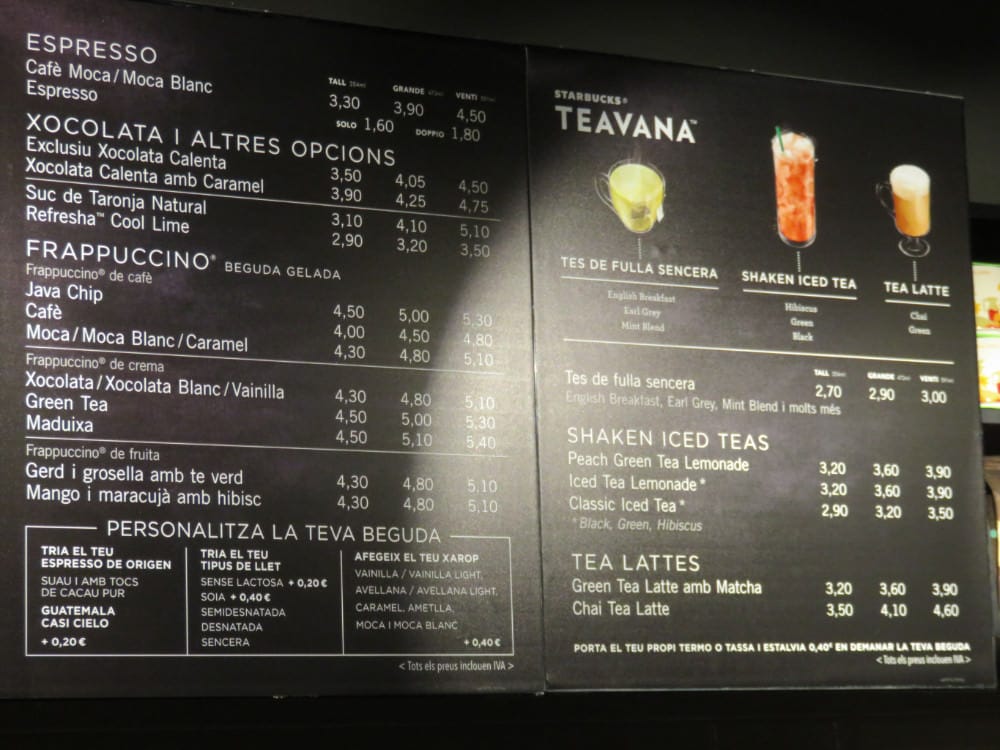 ESPRESSO
TALL GRANDE VENTI
Cafè Moca / Moca Blanc 3,30 3,90 4,50
Espresso SOLO 1,60 DOPPIO 1,80
XOCOLATA I ALTRES OPCIONS
Exclusiu Xocolata Calenta 3,50 4,05 4,50
Xocolata Calenta amb Caramel 3,90 4,25 4,75
Suc de Taronja Natural 3,10 4,10 5,10
Refresha™ Cool Lime 2,90 3,20 3,50
FRAPPUCCINO® BEGUDA GELADA
Frappuccino® de cafè
Java Chip 4,50 5,00 5,30
Cafè 4,00 4,50 4,80
Moca / Moca Blanc / Caramel 4,30 4,80 5,10
Frappuccino® de crema
Xocolata / Xocolata Blanc / Vainilla 4,30 4,80 5,10
Green Tea 4,50 5,00 5,30
Maduixa 4,50 5,10 5,40
Frappuccino® de fruita
Gerd i grosella amb te verd 4,30 4,80 5,10
Mango i maracujà amb hibisc 4,30 4,80 5,10
PERSONALITZA LA TEVA BEGUDA
TRIA EL TEU
ESPRESSO DE ORIGEN
SUAU I AMB TOCS
DE CACAU PUR
GUATEMALA
CASI CIELO
+ 0,20 €
TRIA EL TEU
TIPUS DE LLET
SENSE LACTOSA + 0,20 €
SOIA + 0,40 €
SEMIDESNATADA
DESNATADA
SENCERA
AFEGEIX EL TEU XAROP
VAINILLA / VAINILLA LIGHT,
AVELLANA / AVELLANA LIGHT,
CARAMEL, AMETLLA,
MOCA I MOCA BLANC
+ 0,40 €
< Tots els preus inclouen IVA >
STARBUCKS®
TEAVANA™
TES DE FULLA SENCERA
English Breakfast
Earl Grey
Mint Blend
SHAKEN ICED TEA
Hibiscus
Green
Black
TEA LATTE
Chai
Green
TALL GRANDE VENTI
Tes de fulla sencera 2,70 2,90 3,00
English Breakfast, Earl Grey, Mint Blend i molts més
SHAKEN ICED TEAS
Peach Green Tea Lemonade 3,20 3,60 3,90
Iced Tea Lemonade * 3,20 3,60 3,90
Classic Iced Tea * 2,90 3,20 3,50
* Black, Green, Hibiscus
TEA LATTES
Green Tea Latte amb Matcha 3,20 3,60 3,90
Chai Tea Latte 3,50 4,10 4,60
PORTA EL TEU PROPI TERMO O TASSA I ESTALVIA 0,40€ EN DEMANAR LA TEVA BEGUDA
< Tots els preus inclouen IVA >